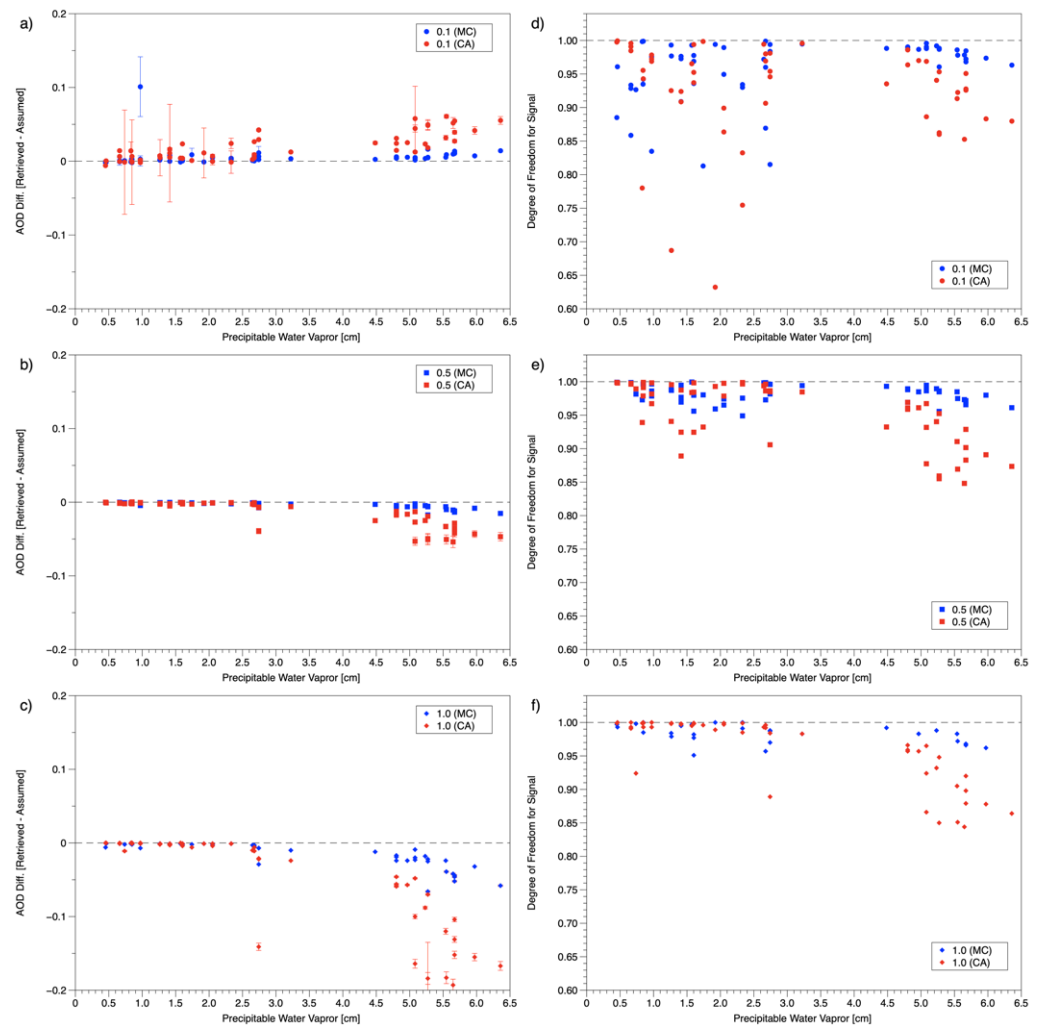 a)
0.2
0.1
0
−0.1
−0.2
AOD Diff. [Retrieved - Assumed]
0.1 (MC)
0.1 (CA)
0 0.5 1.0 1.5 2.0 2.5 3.0 3.5 4.0 4.5 5.0 5.5 6.0 6.5
Precipitable Water Vapror [cm]
d)
1.00
0.95
0.90
0.85
0.80
0.75
0.70
0.65
0.60
Degree of Freedom for Signal
0.1 (MC)
0.1 (CA)
0 0.5 1.0 1.5 2.0 2.5 3.0 3.5 4.0 4.5 5.0 5.5 6.0 6.5
Precipitable Water Vapror [cm]
b)
0.2
0.1
0
−0.1
−0.2
AOD Diff. [Retrieved - Assumed]
0.5 (MC)
0.5 (CA)
0 0.5 1.0 1.5 2.0 2.5 3.0 3.5 4.0 4.5 5.0 5.5 6.0 6.5
Precipitable Water Vapror [cm]
e)
1.00
0.95
0.90
0.85
0.80
0.75
0.70
0.65
0.60
Degree of Freedom for Signal
0.5 (MC)
0.5 (CA)
0 0.5 1.0 1.5 2.0 2.5 3.0 3.5 4.0 4.5 5.0 5.5 6.0 6.5
Precipitable Water Vapror [cm]
c)
0.2
0.1
0
−0.1
−0.2
AOD Diff. [Retrieved - Assumed]
1.0 (MC)
1.0 (CA)
0 0.5 1.0 1.5 2.0 2.5 3.0 3.5 4.0 4.5 5.0 5.5 6.0 6.5
Precipitable Water Vapror [cm]
f)
1.00
0.95
0.90
0.85
0.80
0.75
0.70
0.65
0.60
Degree of Freedom for Signal
1.0 (MC)
1.0 (CA)
0 0.5 1.0 1.5 2.0 2.5 3.0 3.5 4.0 4.5 5.0 5.5 6.0 6.5
Precipitable Water Vapror [cm]